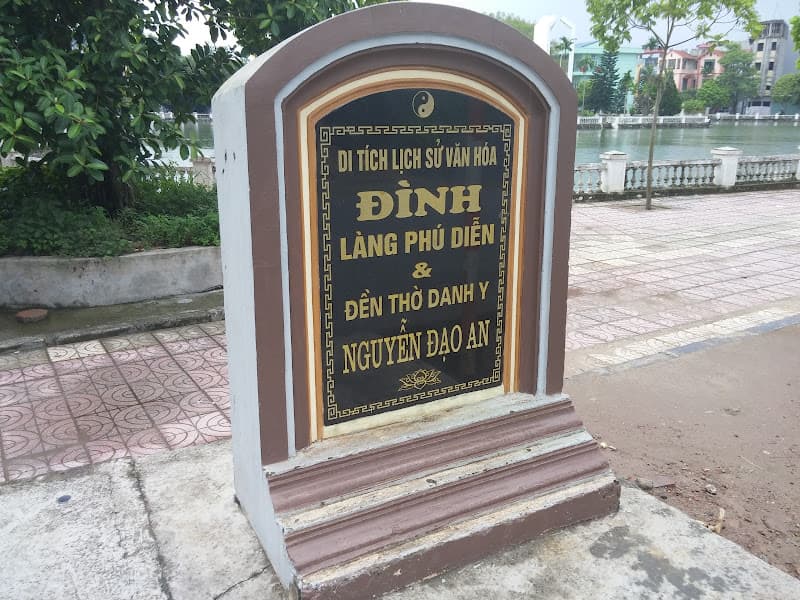 DI TÍCH LỊCH SỬ VĂN HÓA
ĐÌNH
LÀNG PHÚ DIỄN
&
ĐỀN THỜ DANH Y
NGUYỄN ĐẠO AN